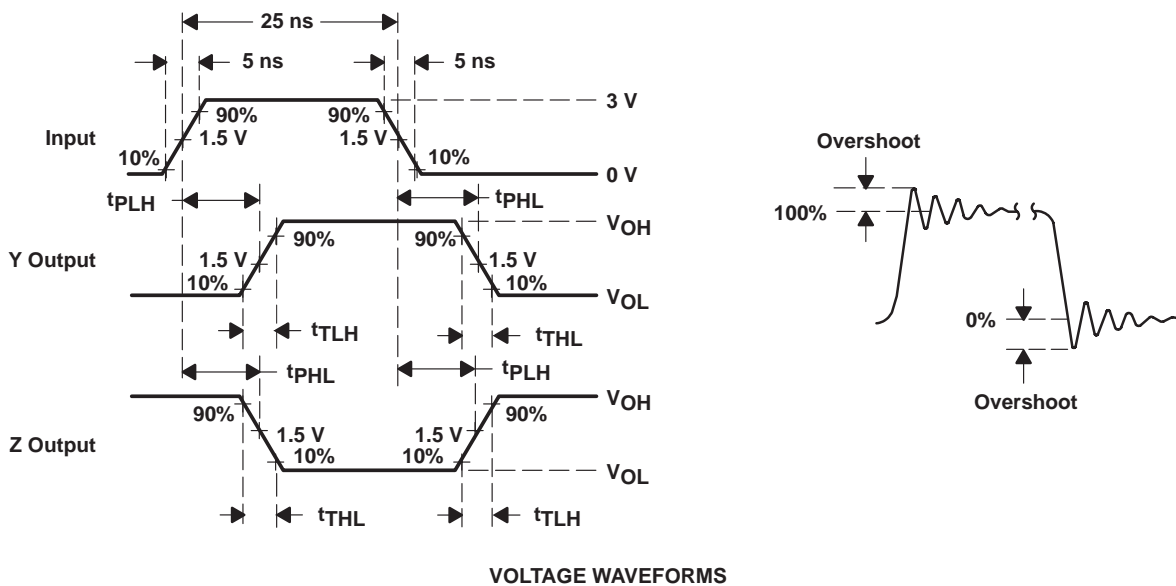 25 ns
5 ns 5 ns
3 V
90% 90%
Input 1.5 V 1.5 V
10% 10%
0 V
tPLH tPHL
VOH
90% 90%
Y Output 1.5 V 1.5 V
10% 10%
VOL
tTLH tTHL
tPHL tPLH
VOH
90% 90%
Z Output 1.5 V 1.5 V
10% 10%
VOL
tTHL tTLH
Overshoot
100%
0%
Overshoot
VOLTAGE WAVEFORMS